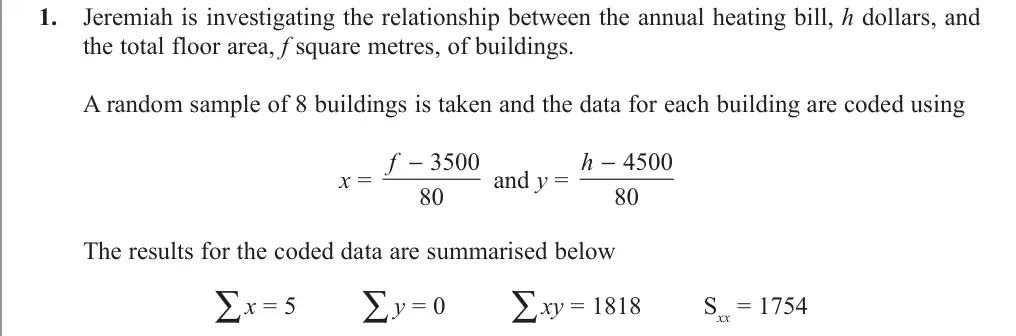 1. Jeremiah is investigating the relationship between the annual heating bill, h dollars, and
the total floor area, f square metres, of buildings.
A random sample of 8 buildings is taken and the data for each building are coded using
x = (f − 3500)/80 and y = (h − 4500)/80
The results for the coded data are summarised below
∑x = 5 ∑y = 0 ∑xy = 1818 Sₓₓ = 1754